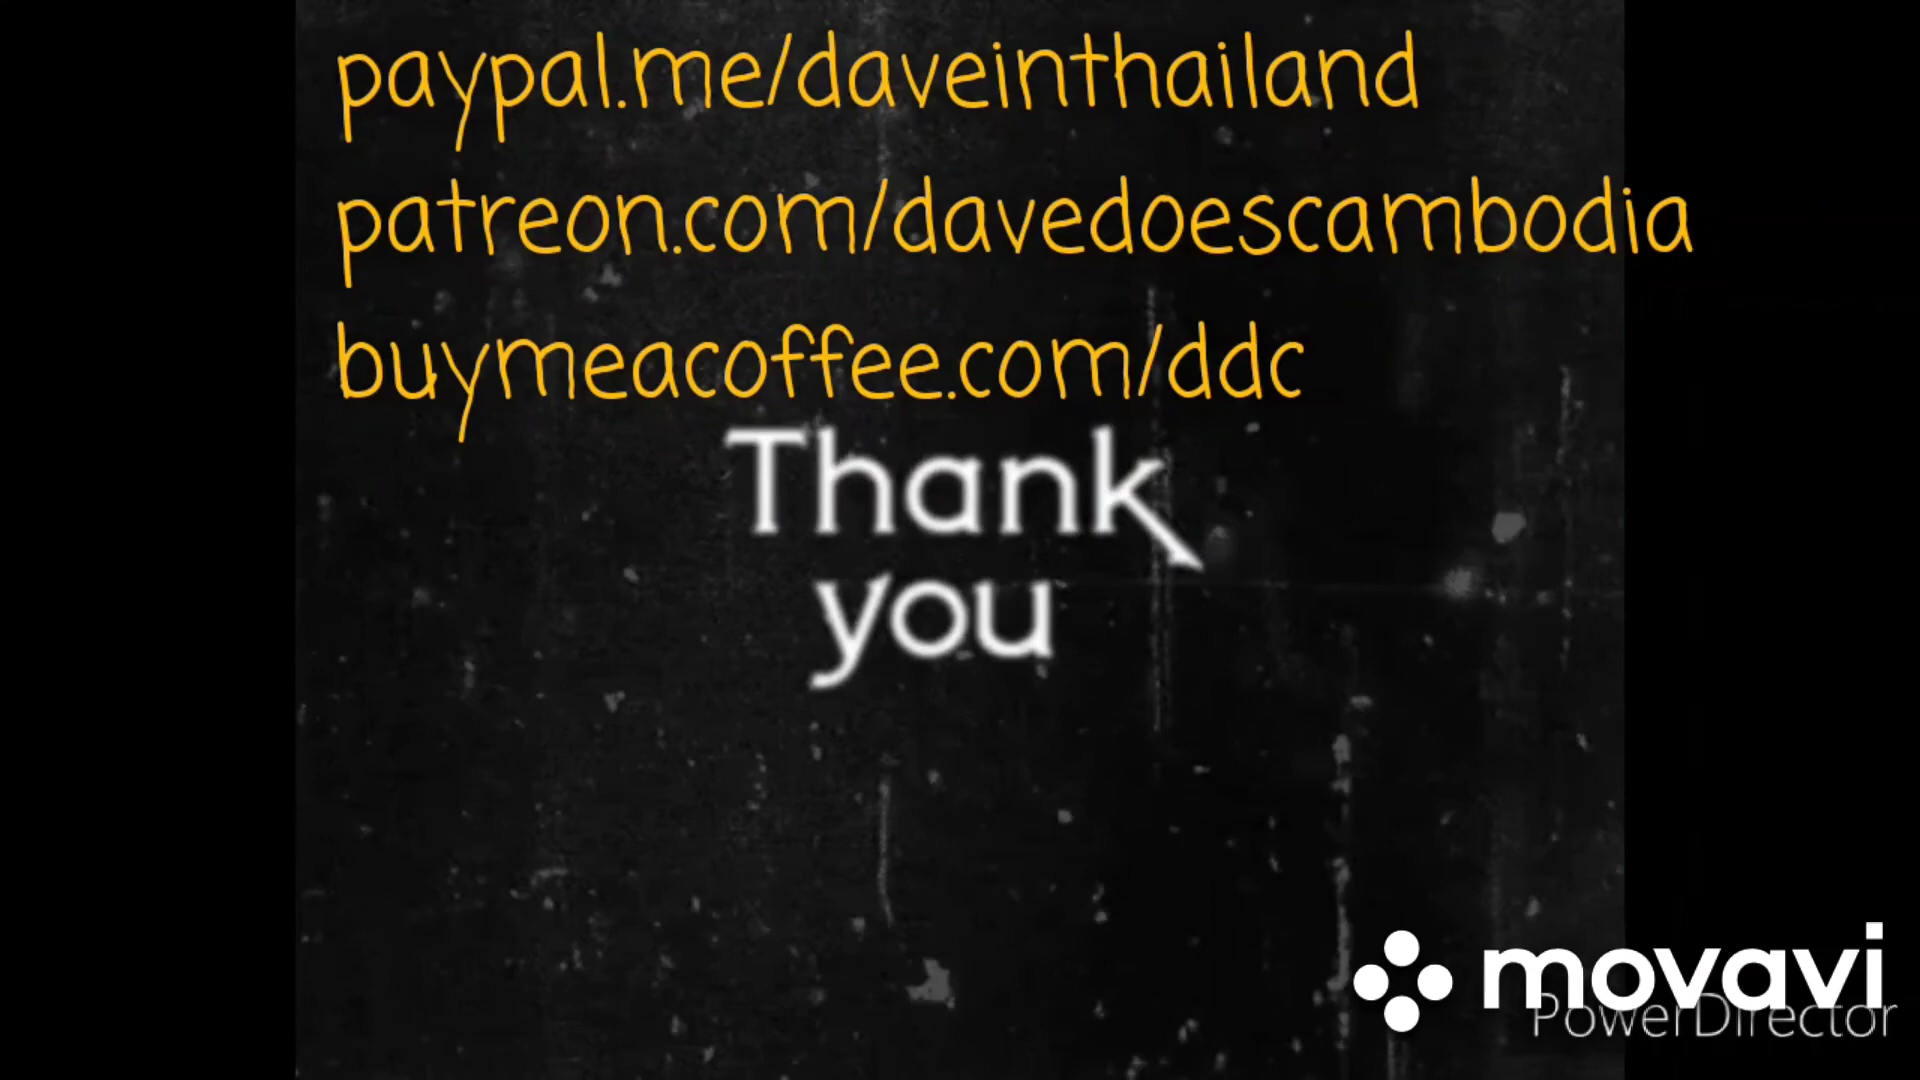 paypal.me/daveinthailand
patreon.com/davedoescambodia
buymeacoffee.com/ddc
Thank
you
movavi
PowerDirector